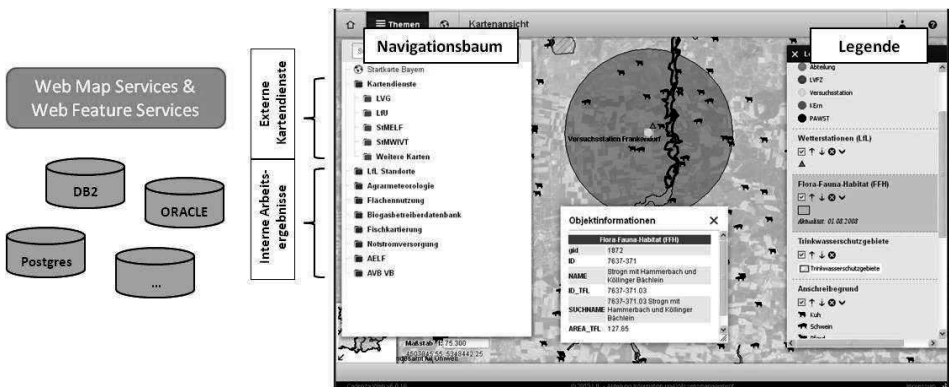 Web Map Services &
Web Feature Services
DB2
ORACLE
Postgres
...
Externe
Kartendienste
Interne Arbeits-
ergebnisse
Themen
Kartenansicht
Navigationsbaum
Startkarte Bayern
Kartendienste
LVG
LfU
StMELF
StMWIVT
Weitere Karten
LfL Standorte
Agrarmeteorologie
Flächennutzung
Biogasbetreiberdatenbank
Fischkartierung
Notstromversorgung
AELF
AVB VB
Versuchsstation Frankendorf
Objektinformationen
Flora-Fauna-Habitat (FFH)
gid 1872
ID 7637-371
NAME Strogn mit Hammerbach und
Köllinger Bächlein
ID_TFL 7637-371.03
SUCHNAME 7637-371.03 Strogn mit
Hammerbach und Köllinger
Bächlein
AREA_TFL 127.65
Legende
Abteilung
LVFZ
Versuchsstation
PAWST
Wetterstationen (LfL)
Flora-Fauna-Habitat (FFH)
Aktualität: 01.08.2008
Trinkwasserschutzgebiete
Trinkwasserschutzgebiete
Anschreibegrund
Kuh
Schwein
Maßstab 1:75.300